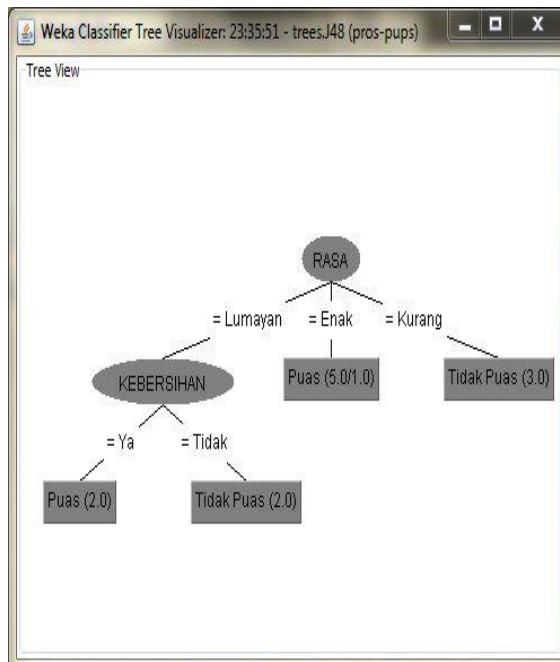 Weka Classifier Tree Visualizer: 23:35:51 - trees.J48 (pros-pups)
Tree View
RASA
= Lumayan
= Enak
= Kurang
KEBERSIHAN
Puas (5.0/1.0)
Tidak Puas (3.0)
= Ya
= Tidak
Puas (2.0)
Tidak Puas (2.0)